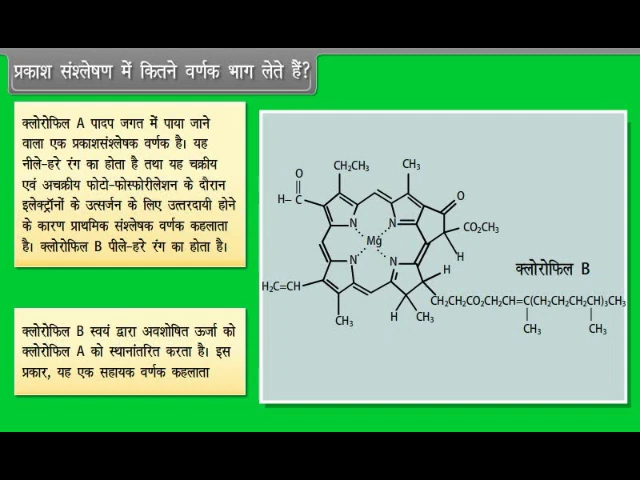 प्रकाश संश्लेषण में कितने वर्णक भाग लेते हैं?
क्लोरोफिल A पादप जगत में पाया जाने
वाला एक प्रकाशसंश्लेषक वर्णक है। यह
नीले-हरे रंग का होता है तथा यह चक्रीय
एवं अचक्रीय फोटो-फोस्फोरीलेशन के दौरान
इलेक्ट्रॉनों के उत्सर्जन के लिए उत्तरदायी होने
के कारण प्राथमिक संश्लेषक वर्णक कहलाता
है। क्लोरोफिल B पीले-हरे रंग का होता है।
क्लोरोफिल B स्वयं द्वारा अवशोषित ऊर्जा को
क्लोरोफिल A को स्थानांतरित करता है। इस
प्रकार, यह एक सहायक वर्णक कहलाता
CH₂CH₃ CH₃
O
H–C
O
N N
CO₂CH₃
Mg
H
N N
H
क्लोरोफिल B
H₂C=CH
CH₂CH₂CO₂CH₂CH=C(CH₂CH₂CH₂CH)₃CH₃
CH₃ H CH₃
CH₃ CH₃